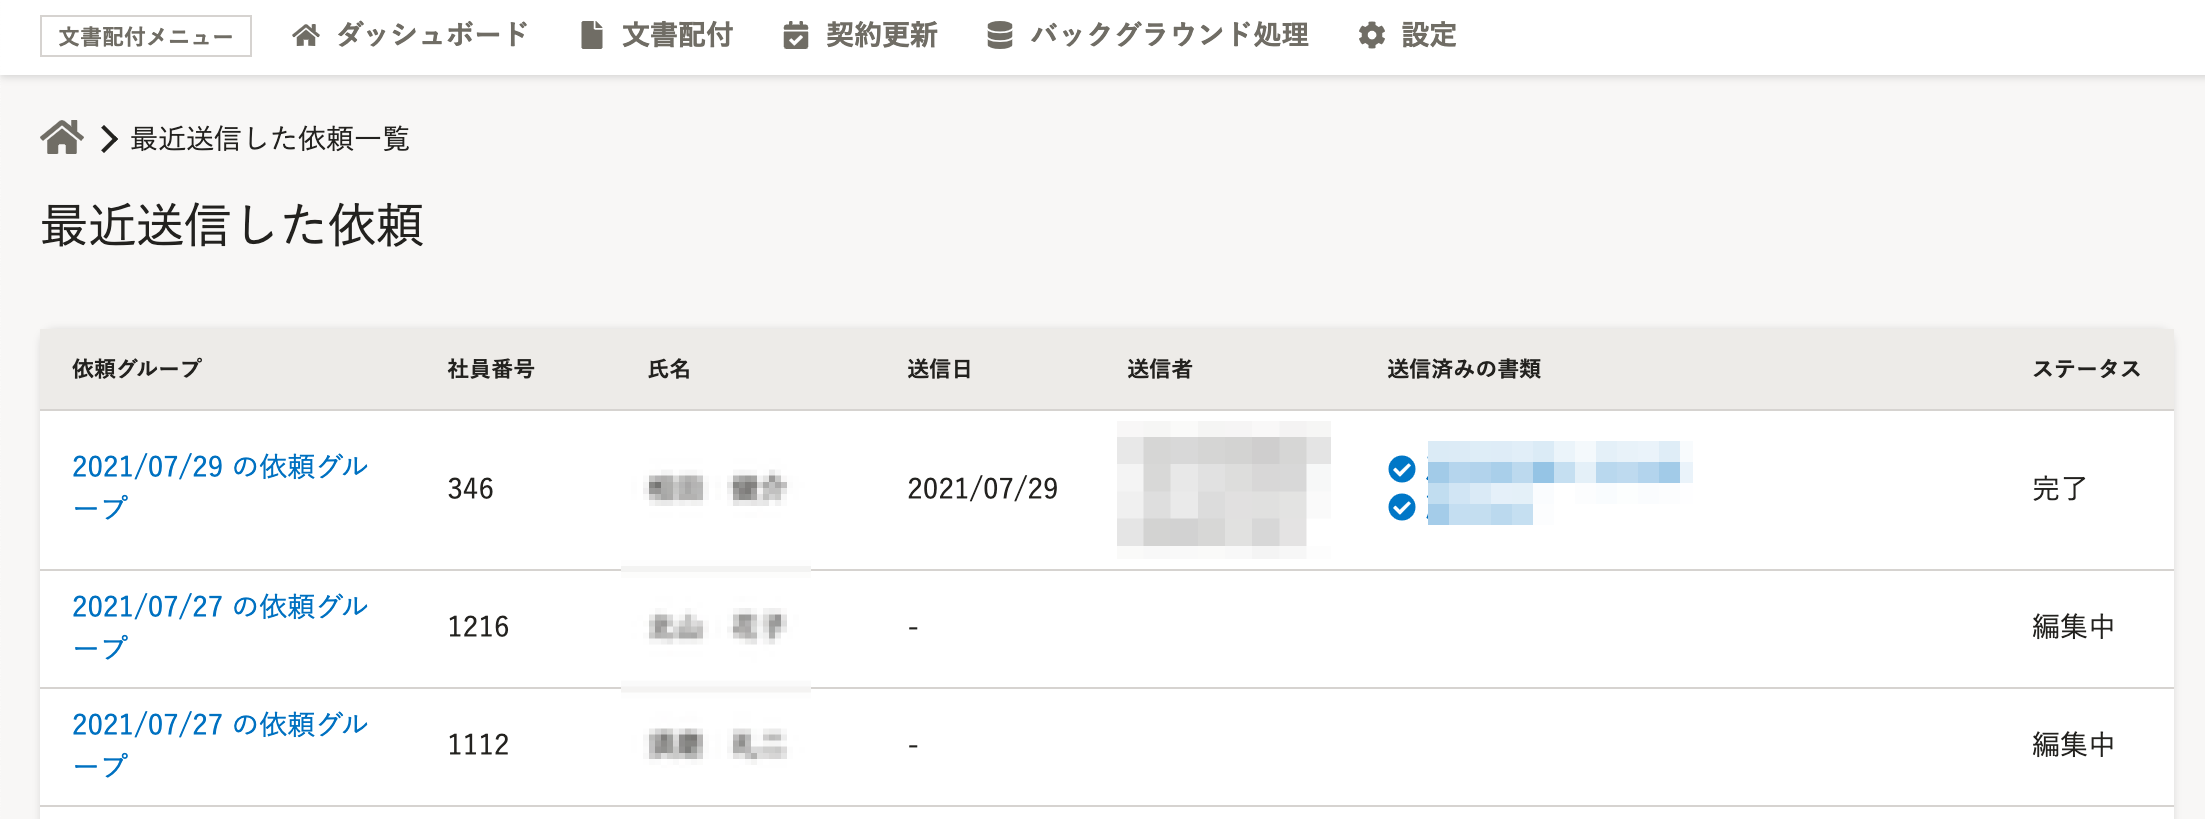 文書配付メニュー ダッシュボード 文書配付 契約更新 バックグラウンド処理 設定
最近送信した依頼一覧
最近送信した依頼
依頼グループ 社員番号 氏名 送信日 送信者 送信済みの書類 ステータス
2021/07/29 の依頼グル
ープ
346 2021/07/29 完了
2021/07/27 の依頼グル
ープ
1216 - 編集中
2021/07/27 の依頼グル
ープ
1112 - 編集中